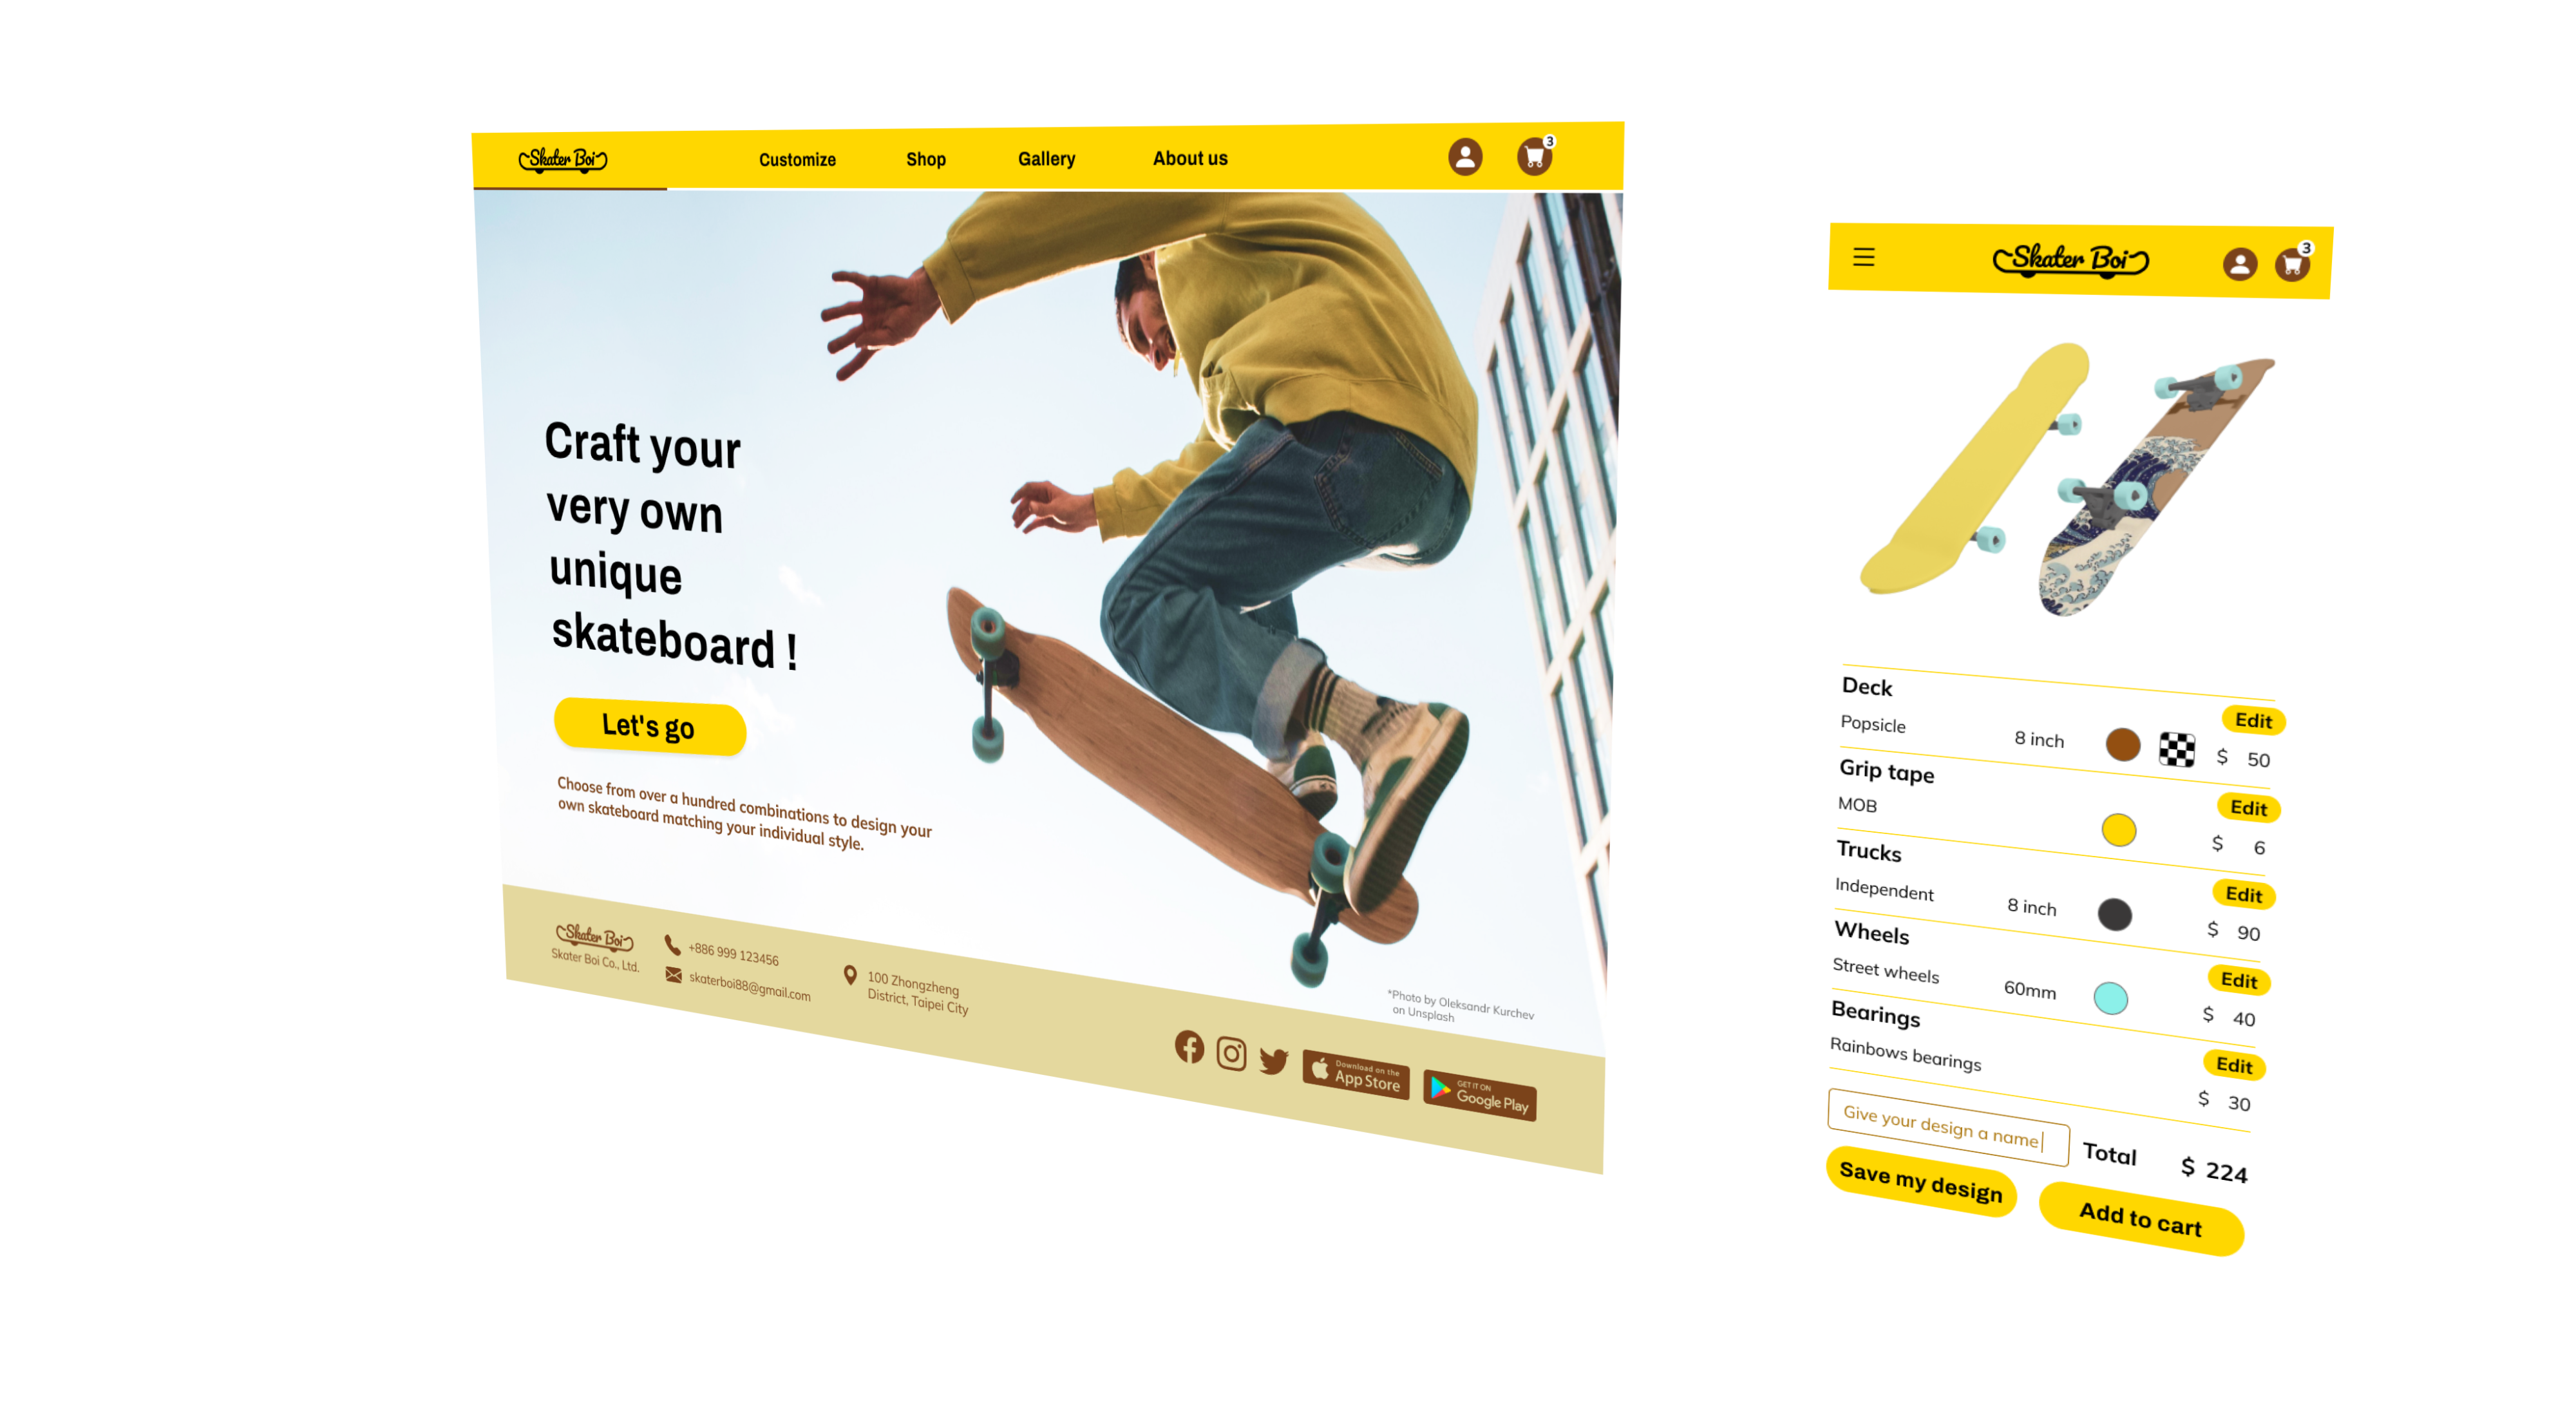 Skater Boi
Customize
Shop
Gallery
About us
3
Craft your
very own
unique
skateboard !
Let's go
Choose from over a hundred combinations to design your
own skateboard matching your individual style.
Skater Boi
Skater Boi Co., Ltd.
+886 999 123456
skaterboi88@gmail.com
100 Zhongzheng
District, Taipei City
*Photo by Oleksandr Kurchev
on Unsplash
Download on the
App Store
GET IT ON
Google Play
Skater Boi
3
Deck
Edit
Popsicle 8 inch $ 50
Grip tape
Edit
MOB $ 6
Trucks
Edit
Independent 8 inch $ 90
Wheels
Edit
Street wheels 60mm $ 40
Bearings
Edit
Rainbows bearings $ 30
Give your design a name
Total $ 224
Save my design
Add to cart